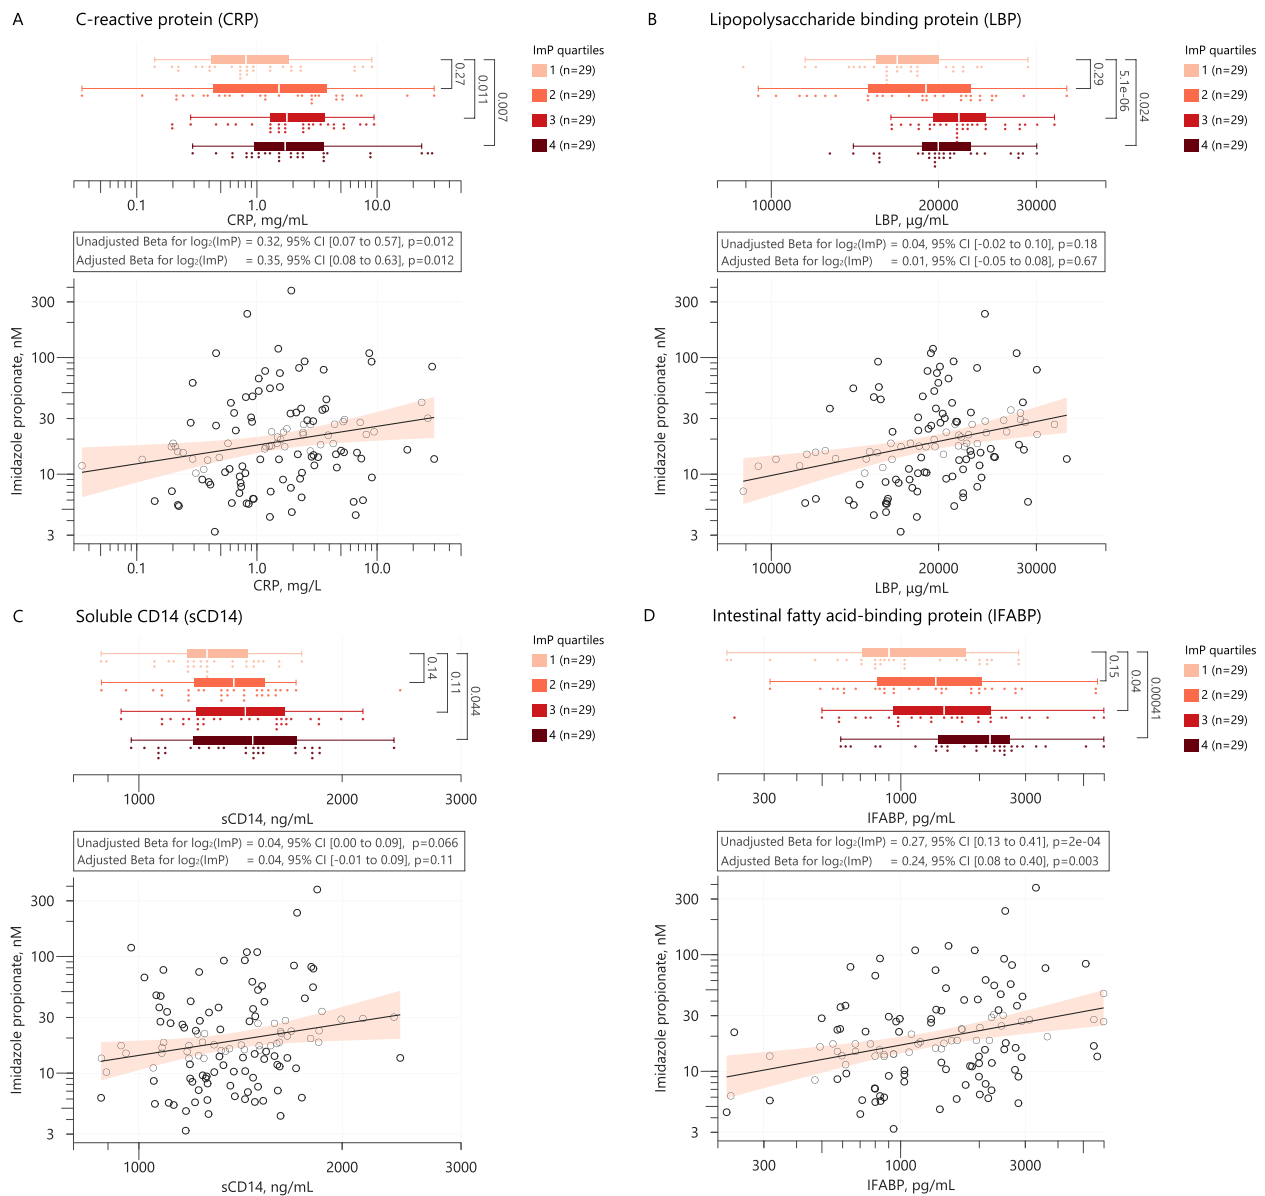 A C-reactive protein (CRP)
ImP quartiles
1 (n=29)
2 (n=29)
3 (n=29)
4 (n=29)
0.27
0.011
0.007
0.1 1.0 10.0
CRP, mg/mL
Unadjusted Beta for log2(ImP) = 0.32, 95% CI [0.07 to 0.57], p=0.012
Adjusted Beta for log2(ImP) = 0.35, 95% CI [0.08 to 0.63], p=0.012
Imidazole propionate, nM
300
100
30
10
3
0.1 1.0 10.0
CRP, mg/L
B Lipopolysaccharide binding protein (LBP)
ImP quartiles
1 (n=29)
2 (n=29)
3 (n=29)
4 (n=29)
0.29
5.1e-06
0.024
10000 20000 30000
LBP, µg/mL
Unadjusted Beta for log2(ImP) = 0.04, 95% CI [-0.02 to 0.10], p=0.18
Adjusted Beta for log2(ImP) = 0.01, 95% CI [-0.05 to 0.08], p=0.67
Imidazole propionate, nM
300
100
30
10
3
10000 20000 30000
LBP, µg/mL
C Soluble CD14 (sCD14)
ImP quartiles
1 (n=29)
2 (n=29)
3 (n=29)
4 (n=29)
0.14
0.11
0.044
1000 2000 3000
sCD14, ng/mL
Unadjusted Beta for log2(ImP) = 0.04, 95% CI [0.00 to 0.09], p=0.066
Adjusted Beta for log2(ImP) = 0.04, 95% CI [-0.01 to 0.09], p=0.11
Imidazole propionate, nM
300
100
30
10
3
1000 2000 3000
sCD14, ng/mL
D Intestinal fatty acid-binding protein (IFABP)
ImP quartiles
1 (n=29)
2 (n=29)
3 (n=29)
4 (n=29)
0.15
0.04
0.00041
300 1000 3000
IFABP, pg/mL
Unadjusted Beta for log2(ImP) = 0.27, 95% CI [0.13 to 0.41], p=2e-04
Adjusted Beta for log2(ImP) = 0.24, 95% CI [0.08 to 0.40], p=0.003
Imidazole propionate, nM
300
100
30
10
3
300 1000 3000
IFABP, pg/mL